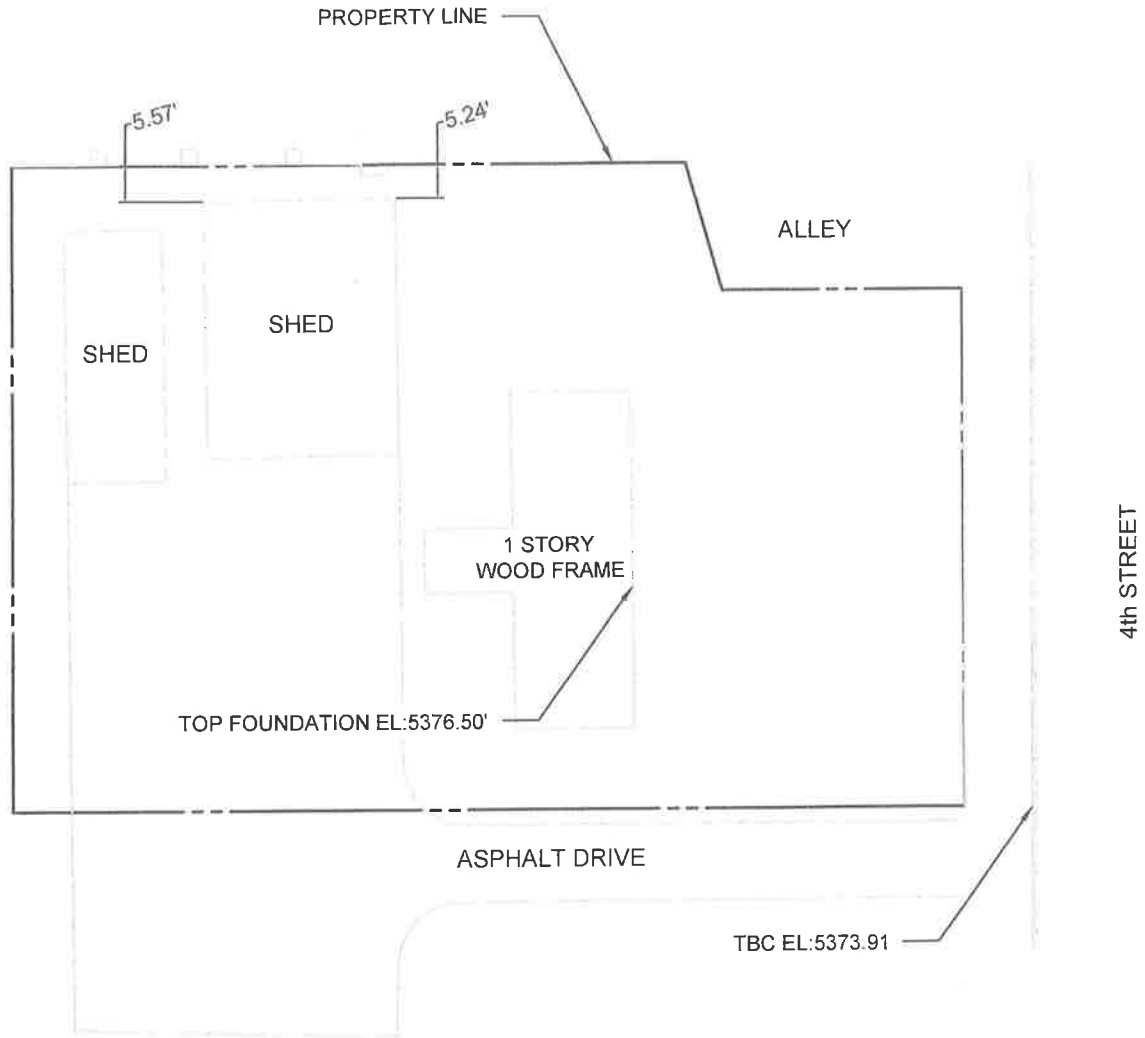 PROPERTY LINE
5.57'
5.24'
ALLEY
SHED
SHED
1 STORY
WOOD FRAME
4th STREET
TOP FOUNDATION EL:5376.50'
ASPHALT DRIVE
TBC EL:5373.91